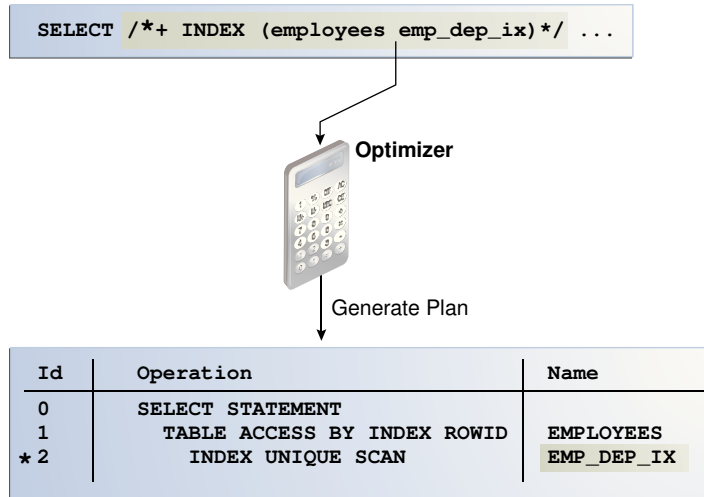 SELECT /*+ INDEX (employees emp_dep_ix)*/ ...
Optimizer
Generate Plan
Id Operation Name
0 SELECT STATEMENT
1 TABLE ACCESS BY INDEX ROWID EMPLOYEES
* 2 INDEX UNIQUE SCAN EMP_DEP_IX